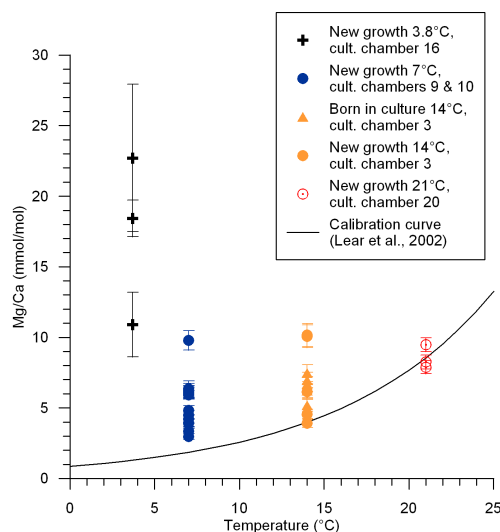 New growth 3.8°C,
cult. chamber 16
New growth 7°C,
cult. chambers 9 & 10
Born in culture 14°C,
cult. chamber 3
New growth 14°C,
cult. chamber 3
New growth 21°C,
cult. chamber 20
Calibration curve
(Lear et al., 2002)
Mg/Ca (mmol/mol)
30
25
20
15
10
5
0
0 5 10 15 20 25
Temperature (°C)